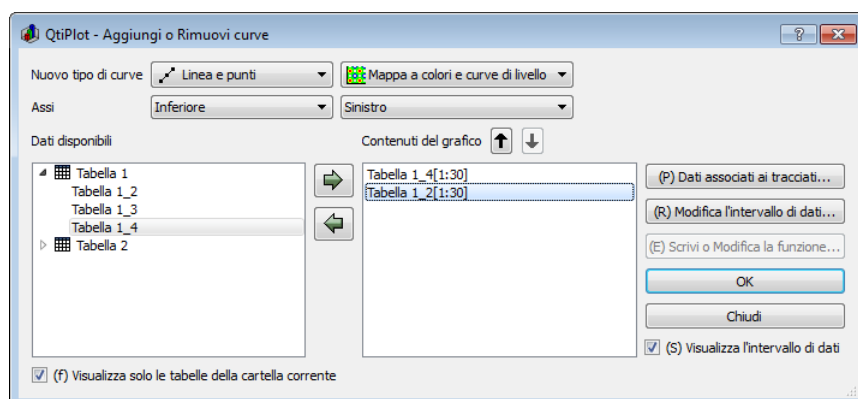 QtiPlot - Aggiungi o Rimuovi curve
Nuovo tipo di curve Linea e punti Mappa a colori e curve di livello
Assi Inferiore Sinistro
Dati disponibili Contenuti del grafico
Tabella 1
Tabella 1_2
Tabella 1_3
Tabella 1_4
Tabella 2
Tabella 1_4[1:30]
Tabella 1_2[1:30]
(P) Dati associati ai tracciati...
(R) Modifica l'intervallo di dati...
(E) Scrivi o Modifica la funzione...
OK
Chiudi
(S) Visualizza l'intervallo di dati
(f) Visualizza solo le tabelle della cartella corrente